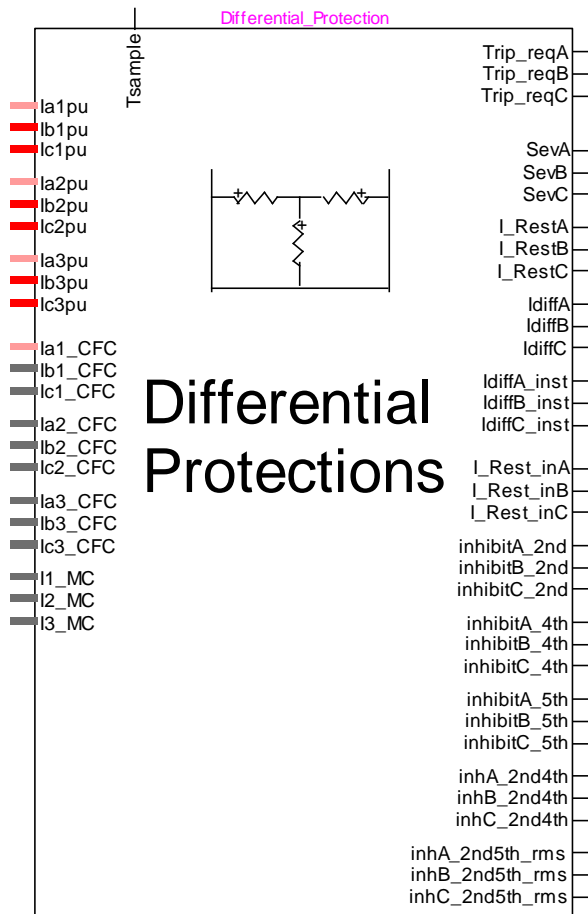 Differential_Protection
Tsample
Ia1pu
Ib1pu
Ic1pu
Ia2pu
Ib2pu
Ic2pu
Ia3pu
Ib3pu
Ic3pu
Ia1_CFC
Ib1_CFC
Ic1_CFC
Ia2_CFC
Ib2_CFC
Ic2_CFC
Ia3_CFC
Ib3_CFC
Ic3_CFC
I1_MC
I2_MC
I3_MC
+
+
+
Differential
Protections
Trip_reqA
Trip_reqB
Trip_reqC
SevA
SevB
SevC
I_RestA
I_RestB
I_RestC
IdiffA
IdiffB
IdiffC
IdiffA_inst
IdiffB_inst
IdiffC_inst
I_Rest_inA
I_Rest_inB
I_Rest_inC
inhibitA_2nd
inhibitB_2nd
inhibitC_2nd
inhibitA_4th
inhibitB_4th
inhibitC_4th
inhibitA_5th
inhibitB_5th
inhibitC_5th
inhA_2nd4th
inhB_2nd4th
inhC_2nd4th
inhA_2nd5th_rms
inhB_2nd5th_rms
inhC_2nd5th_rms